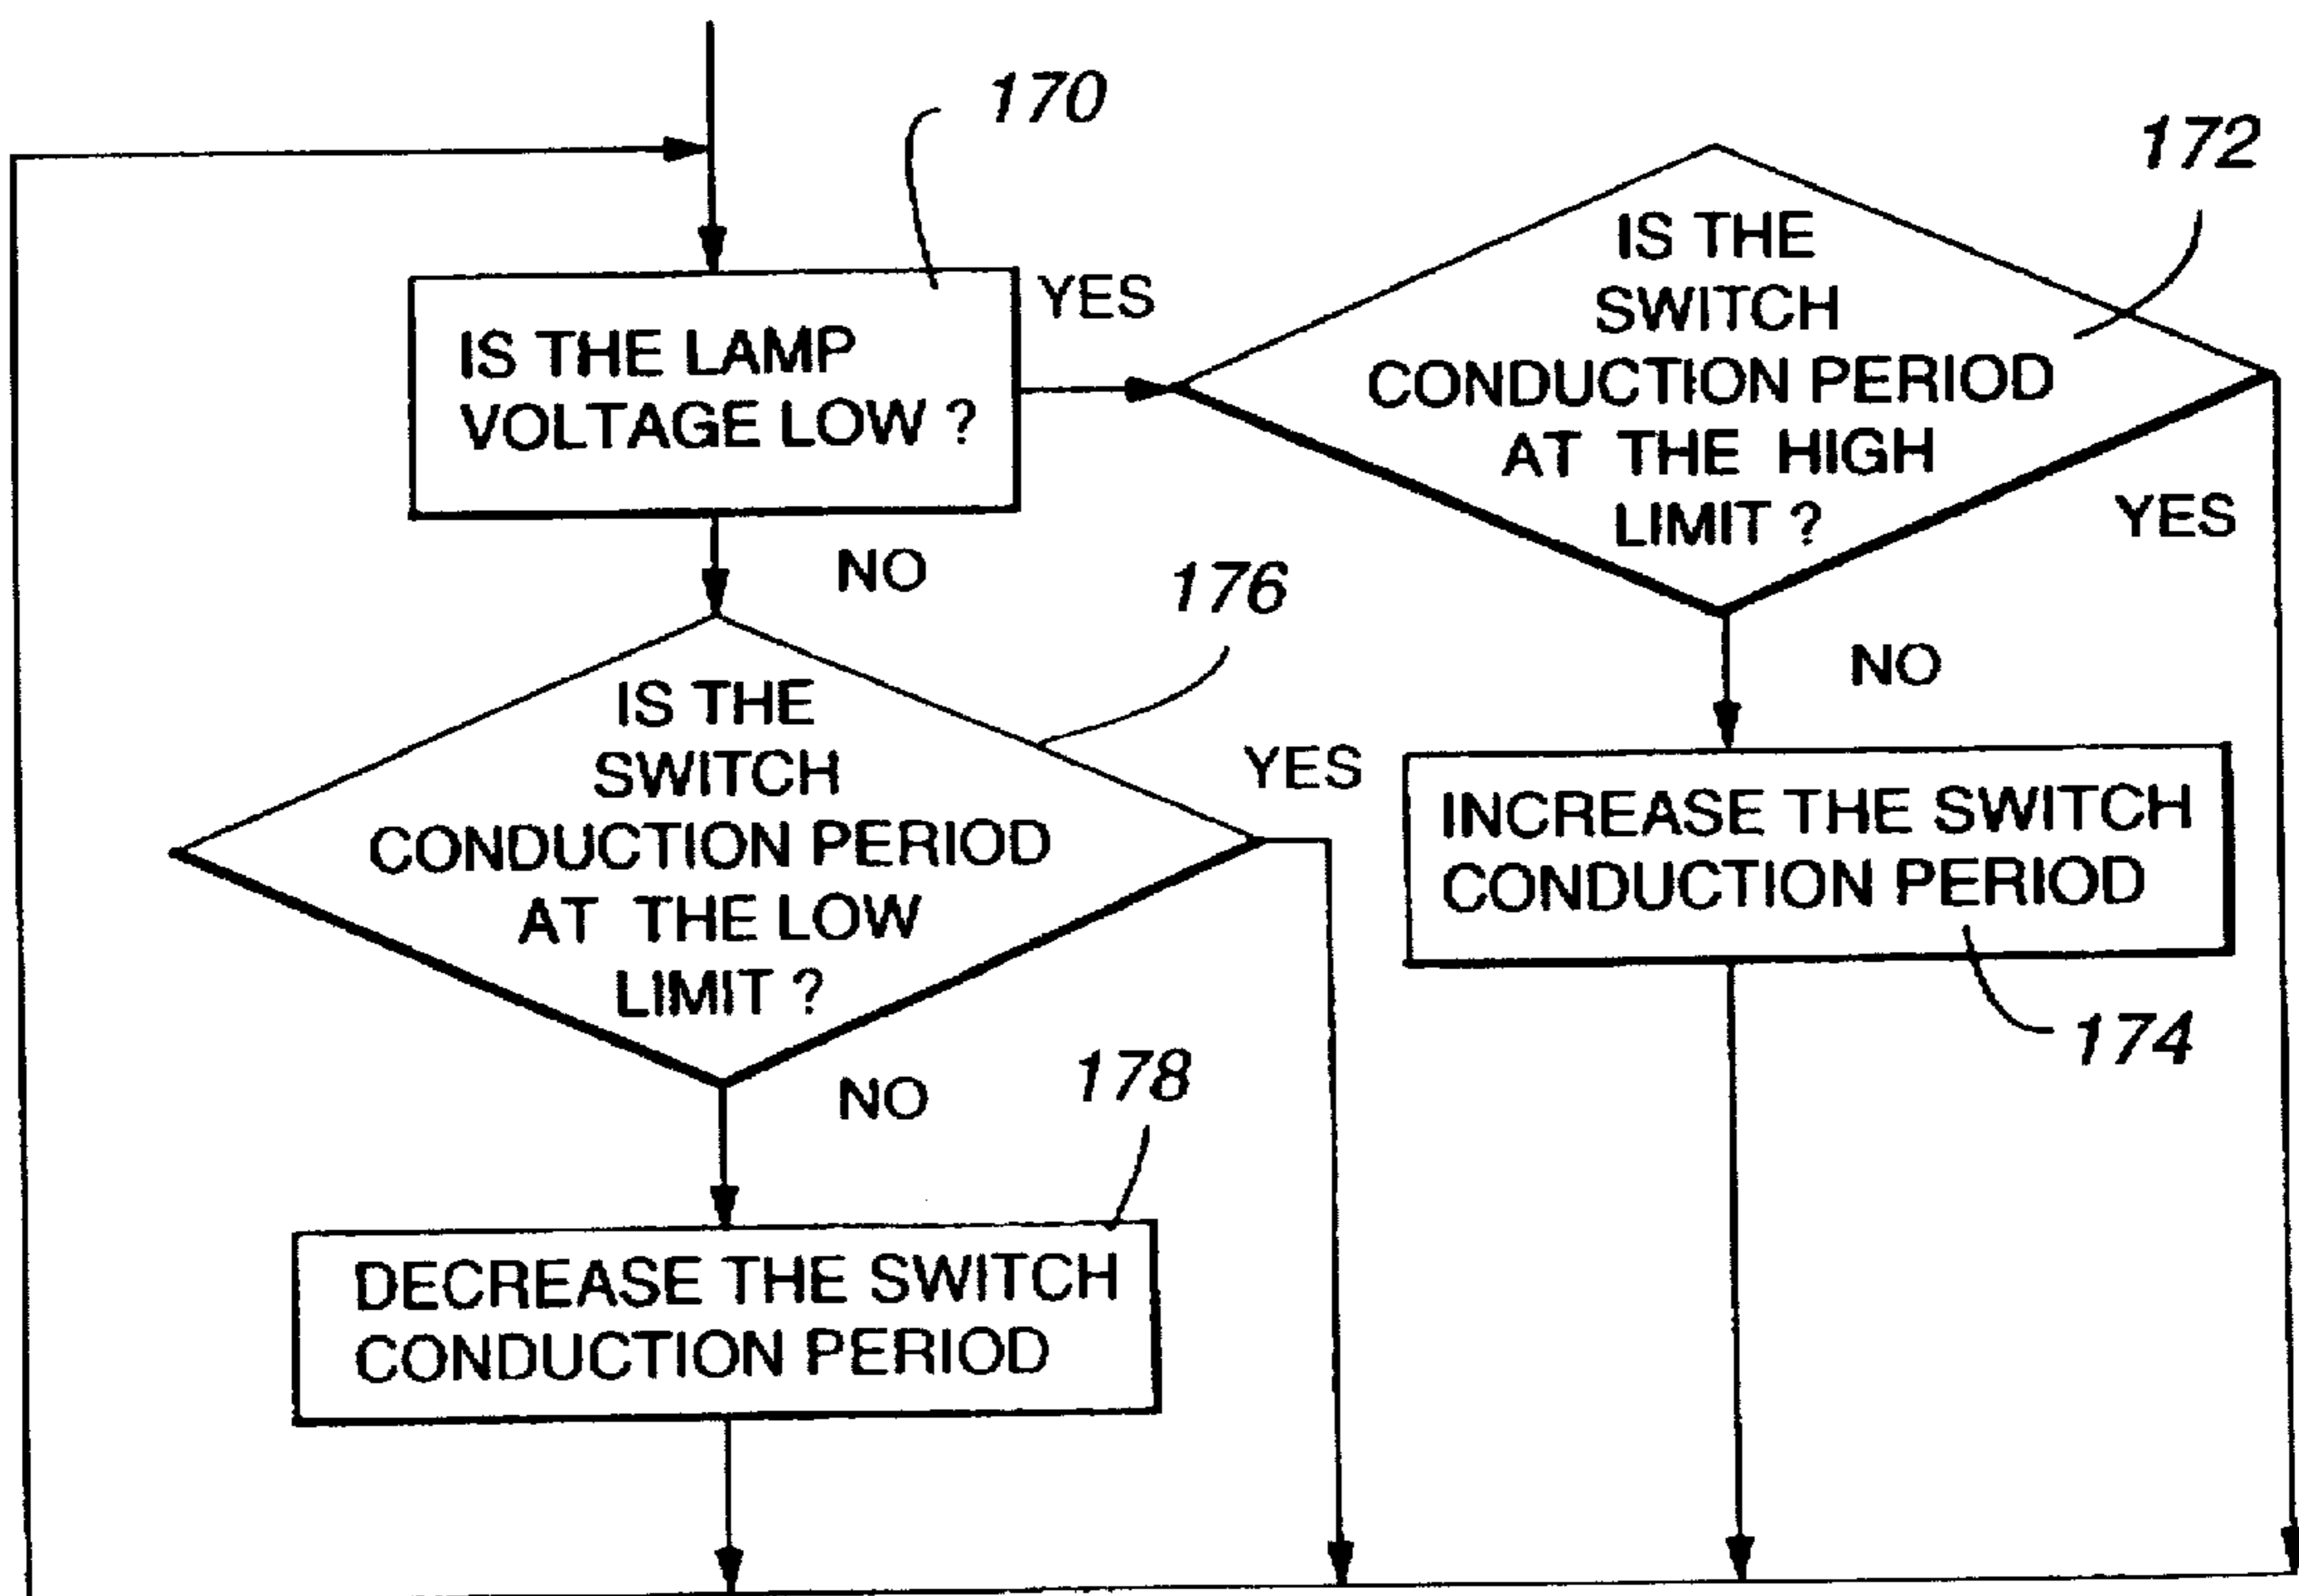 170
IS THE LAMP
VOLTAGE LOW ?
YES
172
IS THE
SWITCH
CONDUCTION PERIOD
AT THE HIGH
LIMIT ?
YES
NO
NO
176
IS THE
SWITCH
CONDUCTION PERIOD
AT THE LOW
LIMIT ?
YES
INCREASE THE SWITCH
CONDUCTION PERIOD
174
NO
178
DECREASE THE SWITCH
CONDUCTION PERIOD